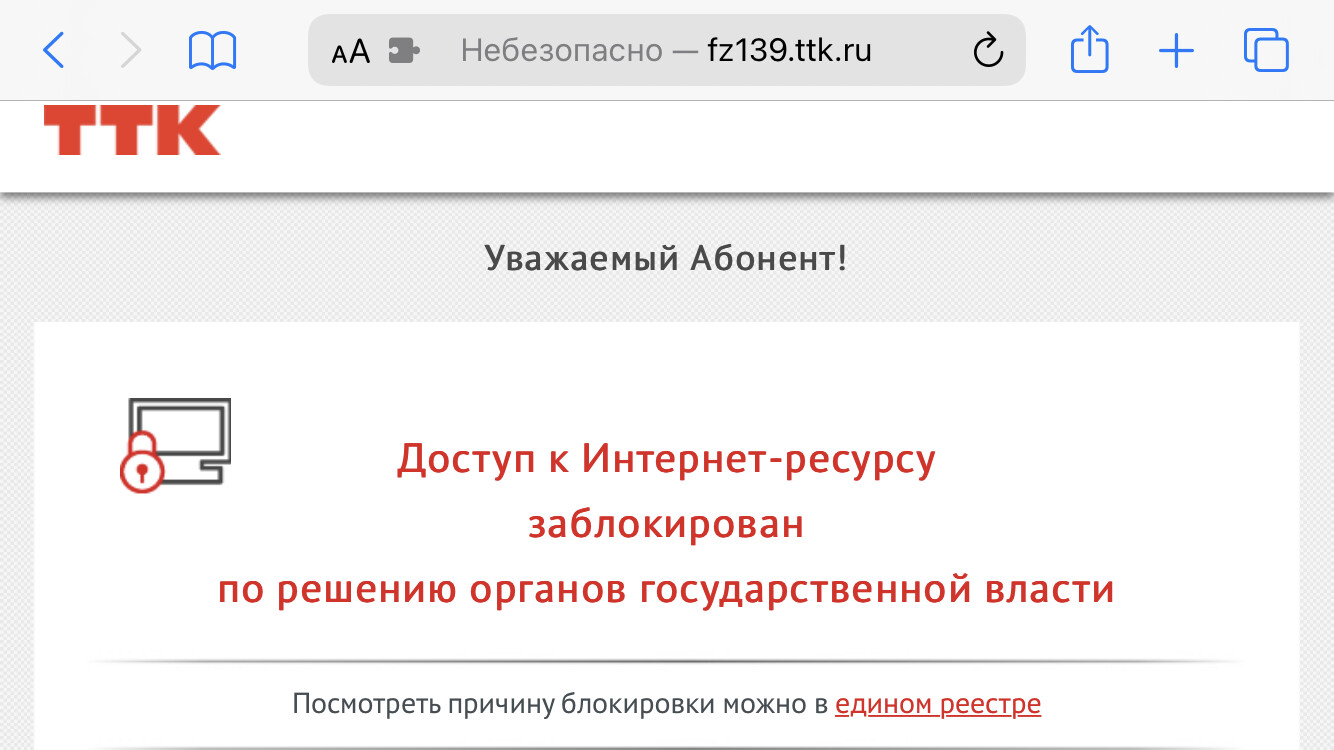 AA Небезопасно — fz139.ttk.ru
ТТК
Уважаемый Абонент!
Доступ к Интернет-ресурсу
заблокирован
по решению органов государственной власти
Посмотреть причину блокировки можно в едином реестре